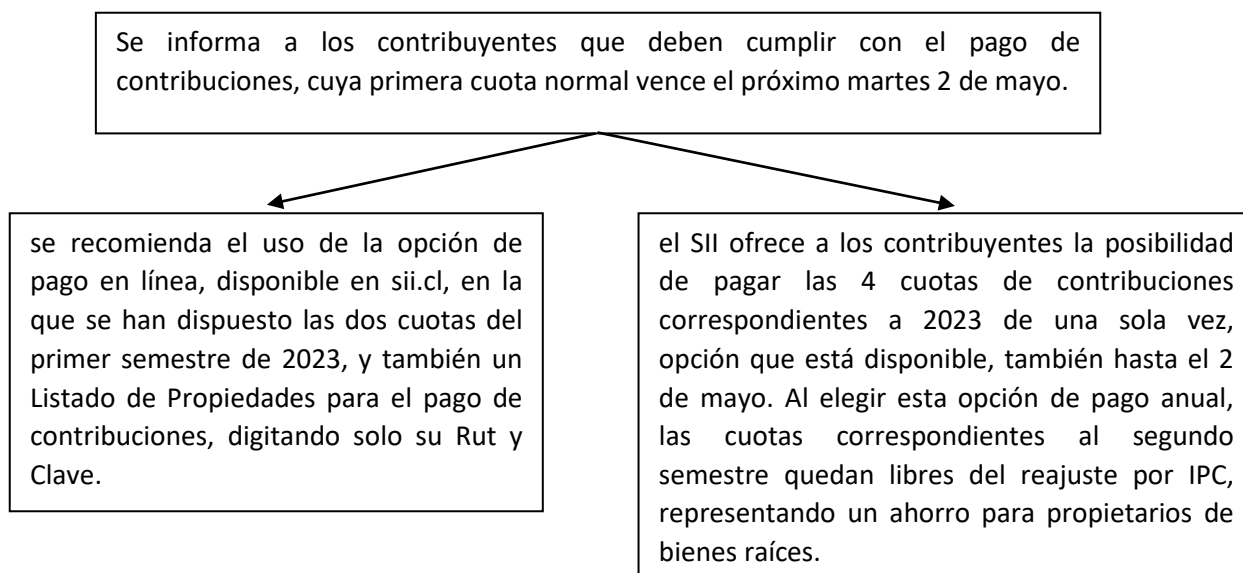 Se informa a los contribuyentes que deben cumplir con el pago de
contribuciones, cuya primera cuota normal vence el próximo martes 2 de mayo.
se recomienda el uso de la opción de
pago en línea, disponible en sii.cl, en la
que se han dispuesto las dos cuotas del
primer semestre de 2023, y también un
Listado de Propiedades para el pago de
contribuciones, digitando solo su Rut y
Clave.
el SII ofrece a los contribuyentes la posibilidad
de pagar las 4 cuotas de contribuciones
correspondientes a 2023 de una sola vez,
opción que está disponible, también hasta el 2
de mayo. Al elegir esta opción de pago anual,
las cuotas correspondientes al segundo
semestre quedan libres del reajuste por IPC,
representando un ahorro para propietarios de
bienes raíces.